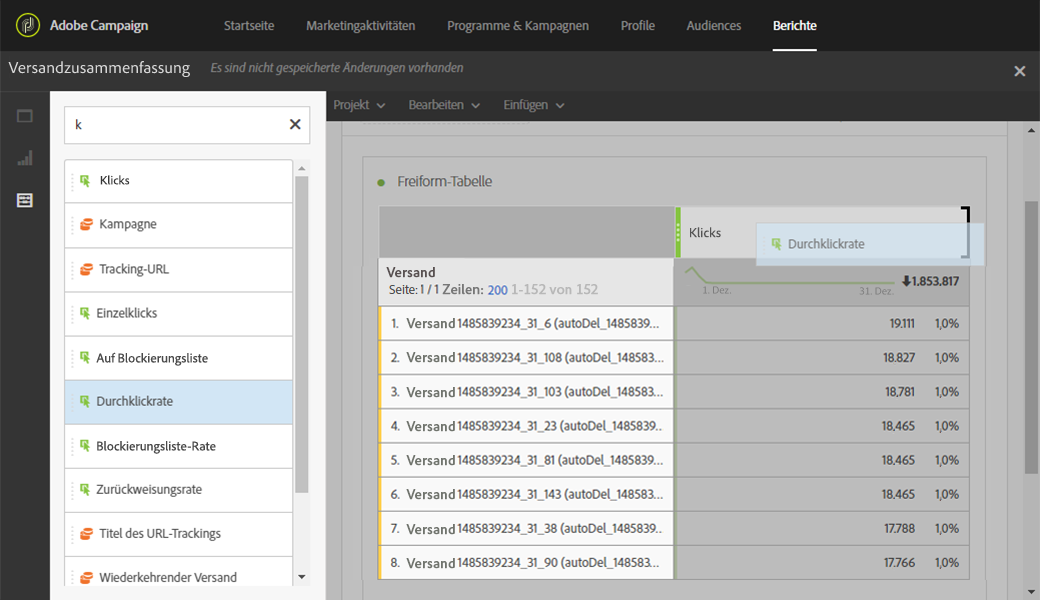 Adobe Campaign Startseite Marketingaktivitäten Programme & Kampagnen Profile Audiences Berichte
Versandzusammenfassung Es sind nicht gespeicherte Änderungen vorhanden
Projekt Bearbeiten Einfügen
k
Klicks
Kampagne
Tracking-URL
Einzelklicks
Auf Blockierungsliste
Durchklickrate
Blockierungsliste-Rate
Zurückweisungsrate
Titel des URL-Trackings
Wiederkehrender Versand
Freiform-Tabelle
Klicks
Durchklickrate
Versand
Seite: 1 / 1 Zeilen: 200 1-152 von 152
1. Dez. 31. Dez. 1.853.817
1. Versand 1485839234_31_6 (autoDel_1485839... 19.111 1,0%
2. Versand 1485839234_31_108 (autoDel_148583... 18.827 1,0%
3. Versand 1485839234_31_103 (autoDel_148583... 18,781 1,0%
4. Versand 1485839234_31_23 (autoDel_1485839.. 18,465 1,0%
5. Versand 1485839234_31_81 (autoDel_1485839... 18,465 1,0%
6. Versand 1485839234_31_143 (autoDel_148583... 18.465 1,0%
7. Versand 1485839234_31_38 (autoDel_1485839.. 17.788 1,0%
8. Versand 1485839234_31_90 (autoDel_148583... 17.766 1,0%